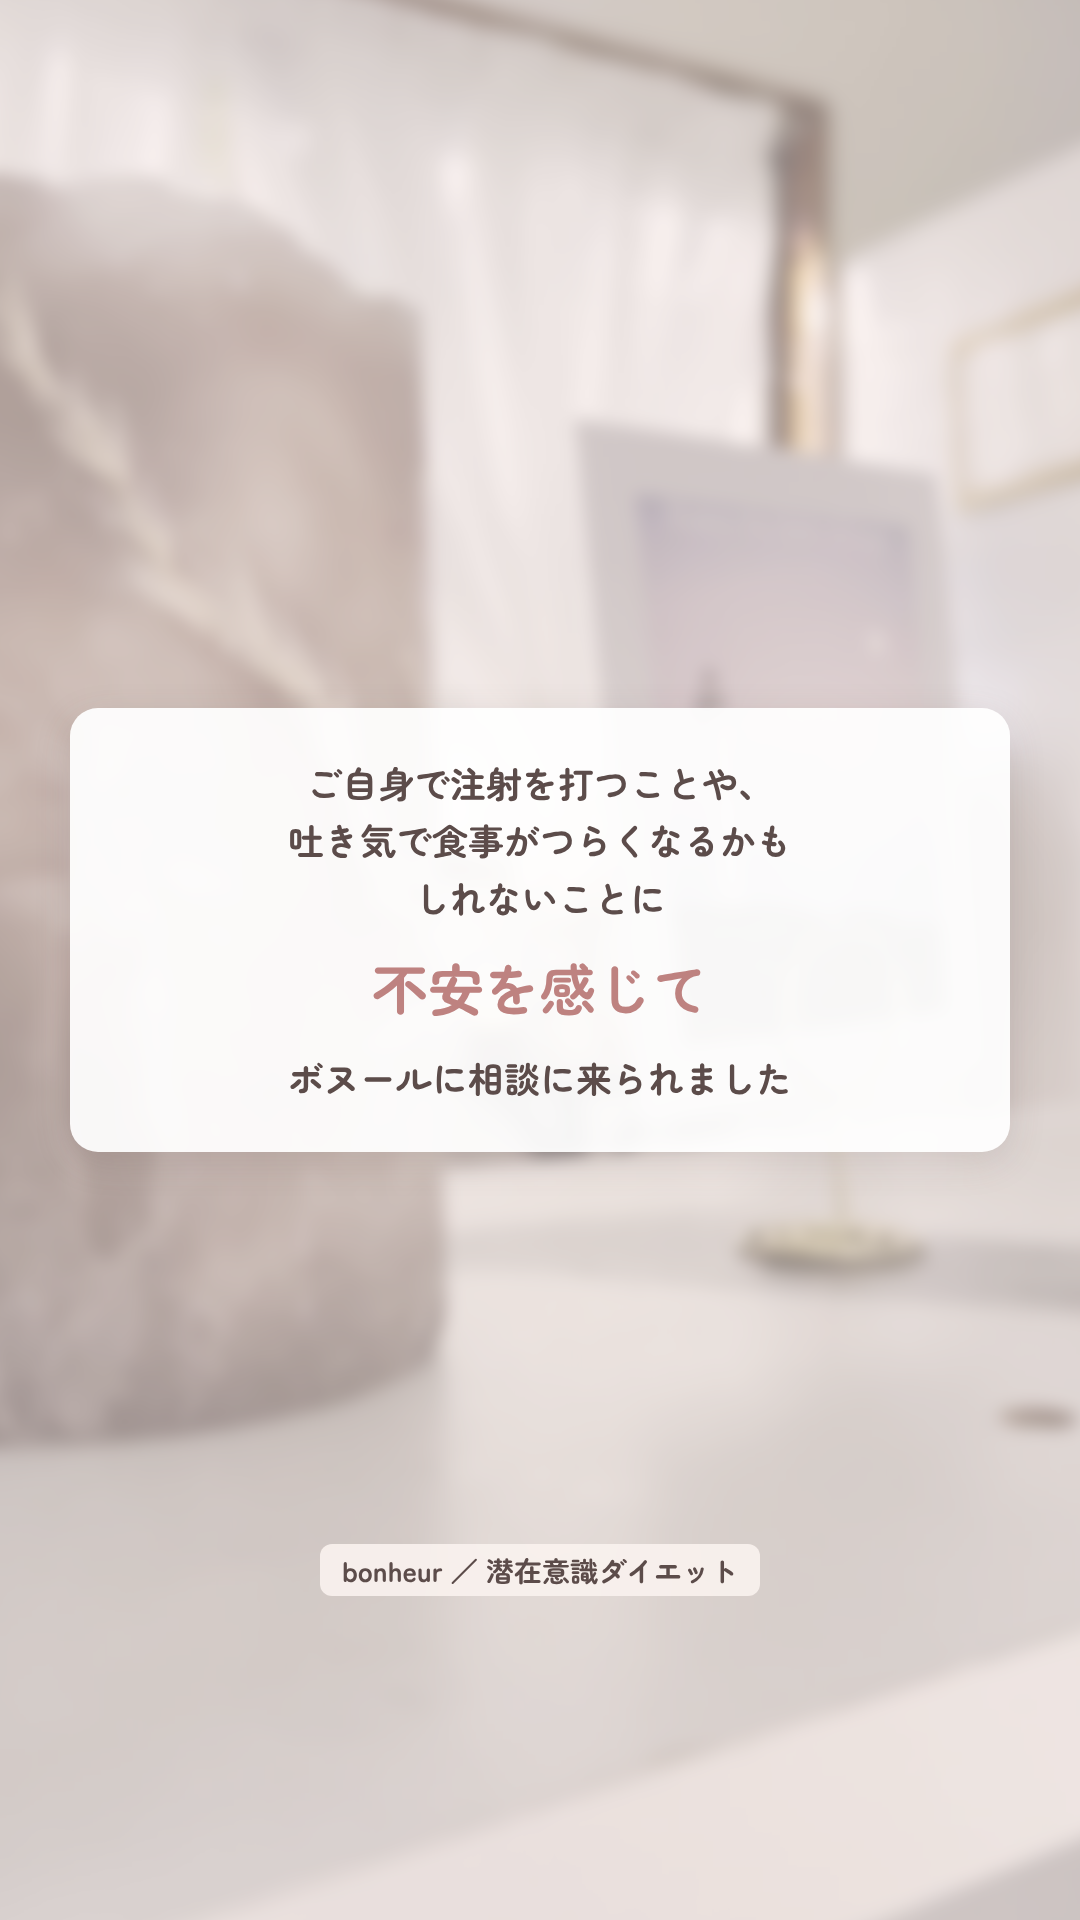 ご自身で注射を打つことや、
吐き気で食事がつらくなるかも
しれないことに
不安を感じて
ボヌールに相談に来られました
bonheur ／ 潜在意識ダイエット